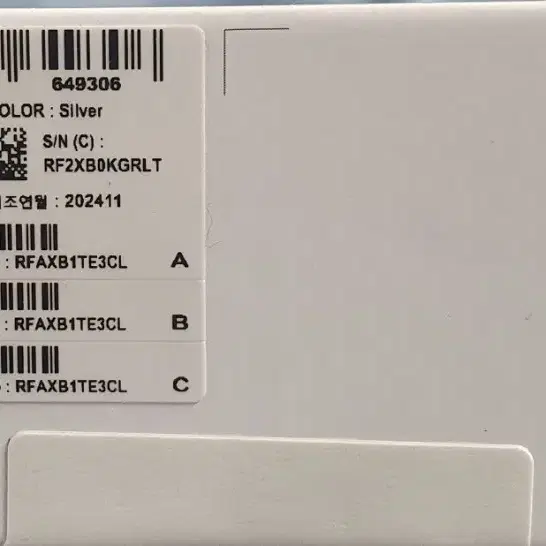 649306
OLOR : Silver
S/N (C) :
RF2XB0KGRLT
조연월 : 202411
: RFAXB1TE3CL A
: RFAXB1TE3CL B
: RFAXB1TE3CL C